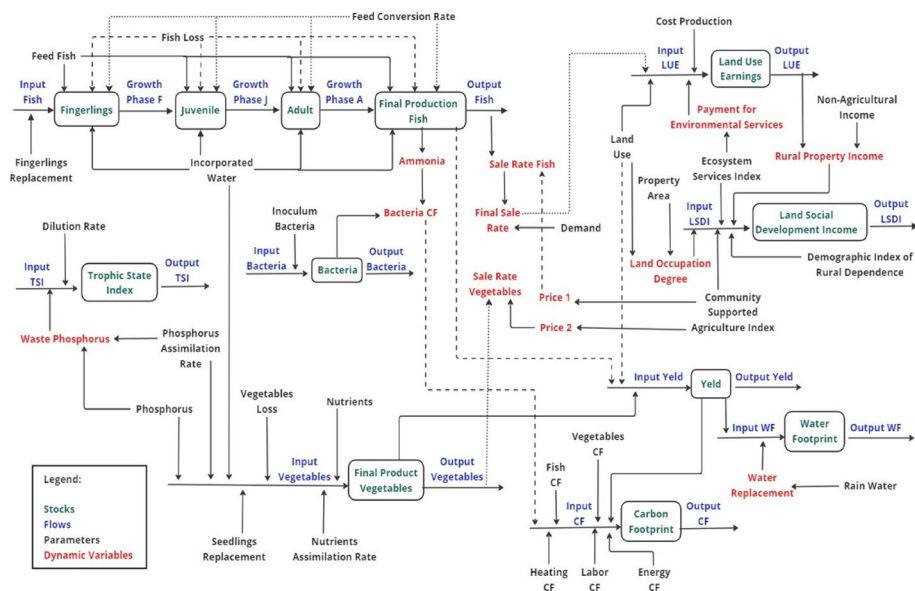 Feed Conversion Rate
Fish Loss
Feed Fish
Input
Fish
Fingerlings
Growth
Phase F
Juvenile
Growth
Phase J
Adult
Growth
Phase A
Final Production
Fish
Output
Fish
Fingerlings
Replacement
Incorporated
Water
Ammonia
Sale Rate Fish
Bacteria CF
Final Sale
Rate
Demand
Cost Production
Input
LUE
Land Use
Earnings
Output
LUE
Payment for
Environmental Services
Non-Agricultural
Income
Land
Use
Ecosystem
Services Index
Rural Property Income
Property
Area
Input
LSDI
Land Social
Development Income
Output
LSDI
Land Occupation
Degree
Demographic Index of
Rural Dependence
Community
Supported
Agriculture Index
Dilution Rate
Input
TSI
Trophic State
Index
Output
TSI
Inoculum
Bacteria
Input
Bacteria
Bacteria
Output
Bacteria
Sale Rate
Vegetables
Price 1
Price 2
Waste Phosphorus
Phosphorus
Assimilation
Rate
Phosphorus
Vegetables
Loss
Nutrients
Input
Vegetables
Final Product
Vegetables
Output
Vegetables
Seedlings
Replacement
Nutrients
Assimilation Rate
Input Yeld
Yeld
Output Yeld
Input WF
Water
Footprint
Output WF
Water
Replacement
Rain Water
Vegetables
CF
Fish
CF
Input
CF
Carbon
Footprint
Output
CF
Heating
CF
Labor
CF
Energy
CF
Legend:
Stocks
Flows
Parameters
Dynamic Variables